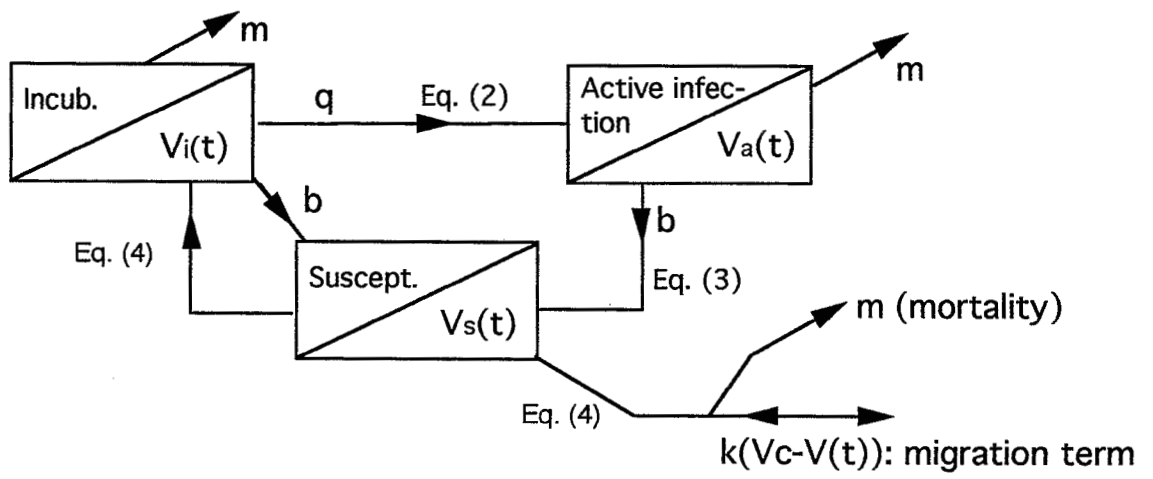 m
Incub.
Vi(t)
q
Eq. (2)
Active infec-
tion
Va(t)
m
b
Eq. (4)
Suscept.
Vs(t)
b
Eq. (3)
m (mortality)
Eq. (4)
k(Vc-V(t)): migration term